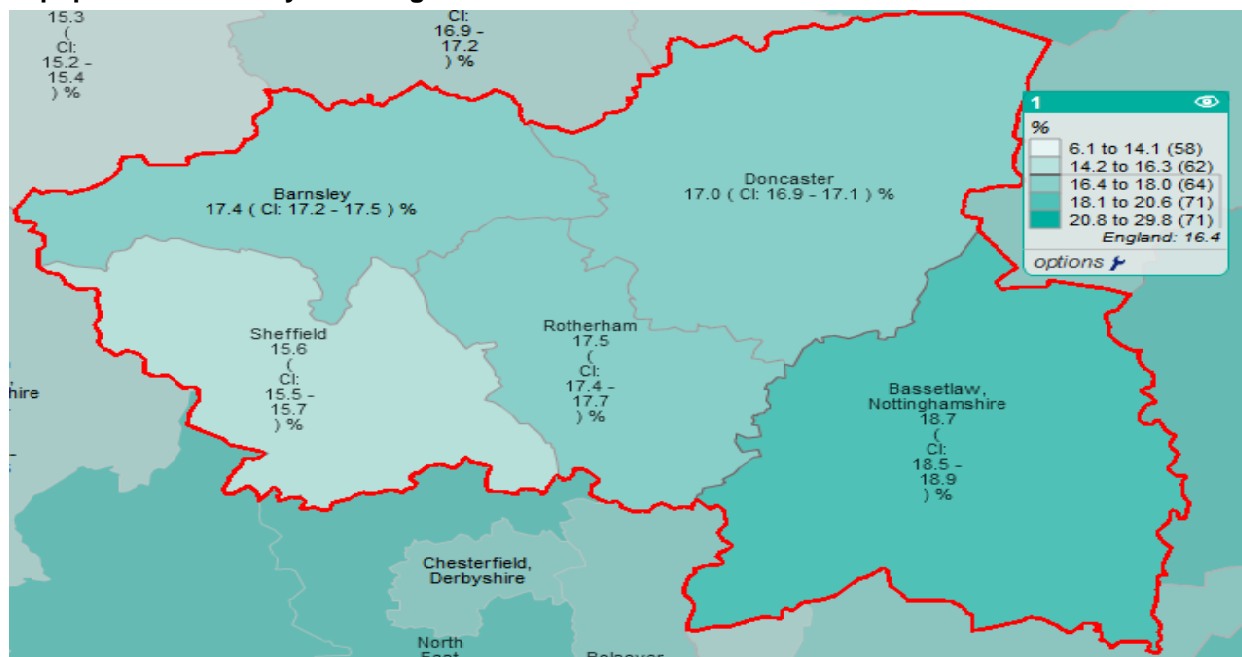 15.3
(
CI:
15.2 -
15.4
) %
CI:
16.9 -
17.2
) %
Barnsley
17.4 ( CI: 17.2 - 17.5 ) %
Doncaster
17.0 ( CI: 16.9 - 17.1 ) %
1
%
6.1 to 14.1 (58)
14.2 to 16.3 (62)
16.4 to 18.0 (64)
18.1 to 20.6 (71)
20.8 to 29.8 (71)
England: 16.4
options
Sheffield
15.6
(
CI:
15.5 -
15.7
) %
Rotherham
17.5
(
CI:
17.4 -
17.7
) %
Bassetlaw,
Nottinghamshire
18.7
(
CI:
18.5 -
18.9
) %
hire
Chesterfield,
Derbyshire
North
East
Bolsover